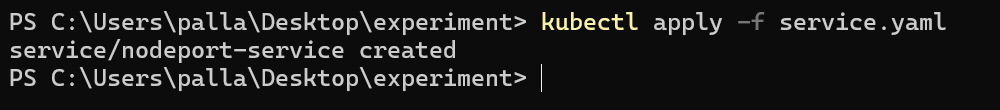 PS C:\Users\palla\Desktop\experiment> kubectl apply -f service.yaml
service/nodeport-service created
PS C:\Users\palla\Desktop\experiment>